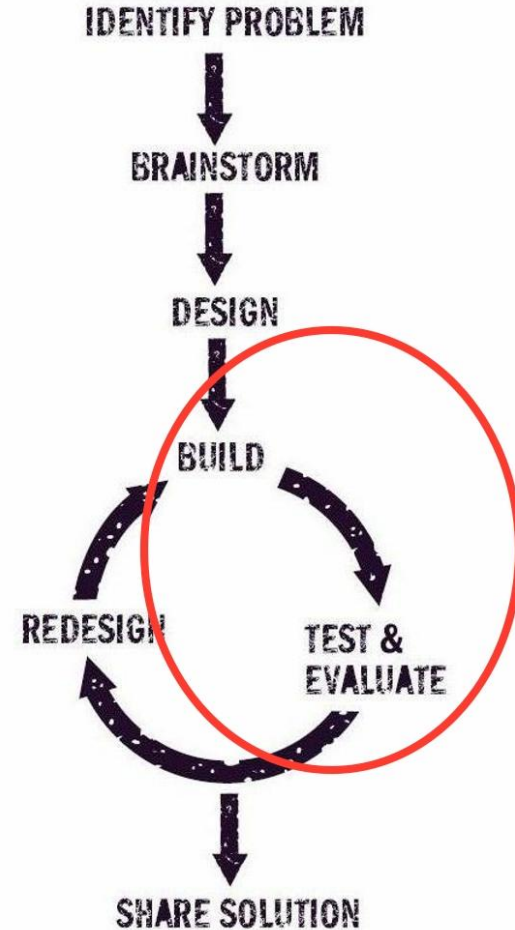 IDENTIFY PROBLEM
BRAINSTORM
DESIGN
BUILD
REDESIGN
TEST &
EVALUATE
SHARE SOLUTION